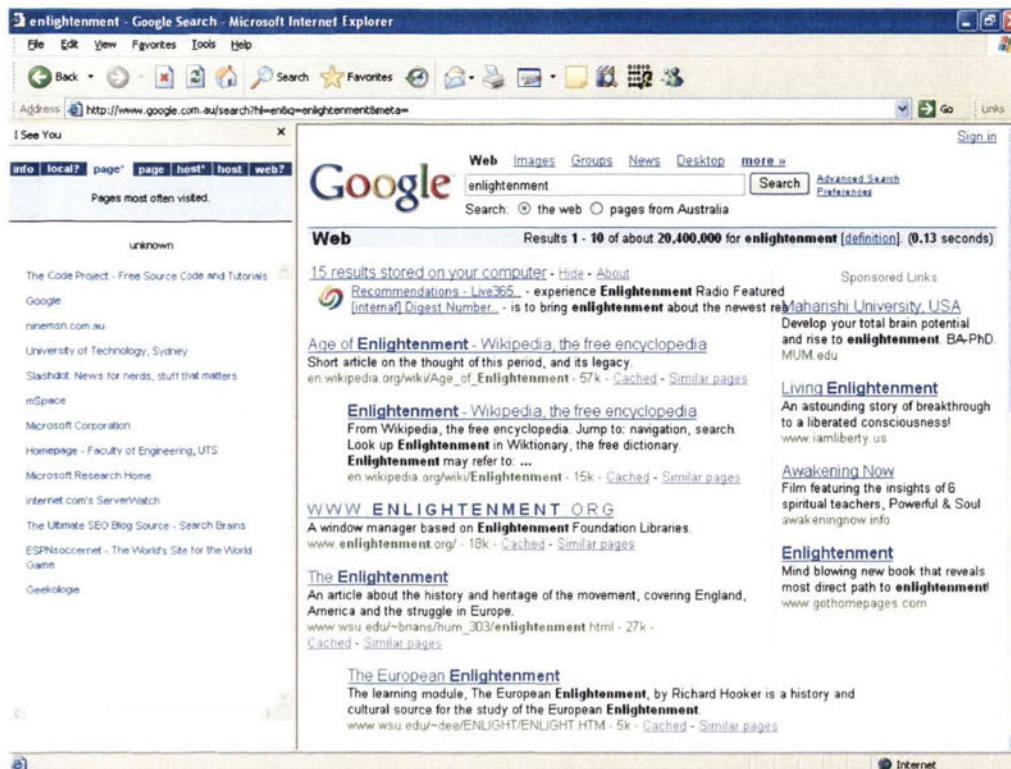 enlightenment - Google Search - Microsoft Internet Explorer
File Edit View Favorites Tools Help
Back Search Favorites
Address http://www.google.com.au/search?hl=en&q=enlightenment&meta= Go Links
I See You x
info local? page* page host* host web?
Pages most often visited.
unknown
The Code Project - Free Source Code and Tutorials
Google
ninemsn.com.au
University of Technology, Sydney
Slashdot: News for nerds, stuff that matters
mSpace
Microsoft Corporation
Homepage - Faculty of Engineering, UTS
Microsoft Research Home
internet.com's ServerWatch
The Ultimate SEO Blog Source - Search Brains
ESPNsoccernet - The World's Site for the World
Game
Geekologie
Sign in
Google
Web Images Groups News Desktop more »
enlightenment Search Advanced Search
Preferences
Search: the web pages from Australia
Web Results 1 - 10 of about 20,400,000 for enlightenment [definition]. (0.13 seconds)
15 results stored on your computer - Hide - About
Recommendations - Live365... - experience Enlightenment Radio Featured
[internaf] Digest Number... - is to bring enlightenment about the newest re
Age of Enlightenment - Wikipedia, the free encyclopedia
Short article on the thought of this period, and its legacy.
en.wikipedia.org/wiki/Age_of_Enlightenment - 57k - Cached - Similar pages
Enlightenment - Wikipedia, the free encyclopedia
From Wikipedia, the free encyclopedia. Jump to: navigation, search.
Look up Enlightenment in Wiktionary, the free dictionary.
Enlightenment may refer to: ...
en.wikipedia.org/wiki/Enlightenment - 15k - Cached - Similar pages
WWW.ENLIGHTENMENT.ORG
A window manager based on Enlightenment Foundation Libraries.
www.enlightenment.org/ - 18k - Cached - Similar pages
The Enlightenment
An article about the history and heritage of the movement, covering England,
America and the struggle in Europe.
www.wsu.edu/~brians/hum_303/enlightenment.html - 27k -
Cached - Similar pages
The European Enlightenment
The learning module, The European Enlightenment, by Richard Hooker is a history and
cultural source for the study of the European Enlightenment.
www.wsu.edu/~dee/ENLIGHT/ENLIGHT.HTM - 5k - Cached - Similar pages
Sponsored Links
Maharishi University, USA
Develop your total brain potential
and rise to enlightenment. BA-PhD.
MUM.edu
Living Enlightenment
An astounding story of breakthrough
to a liberated consciousness!
www.iamliberty.us
Awakening Now
Film featuring the insights of 6
spiritual teachers, Powerful & Soul
awakeningnow.info
Enlightenment
Mind blowing new book that reveals
most direct path to enlightenment!
www.gothomepages.com
Internet